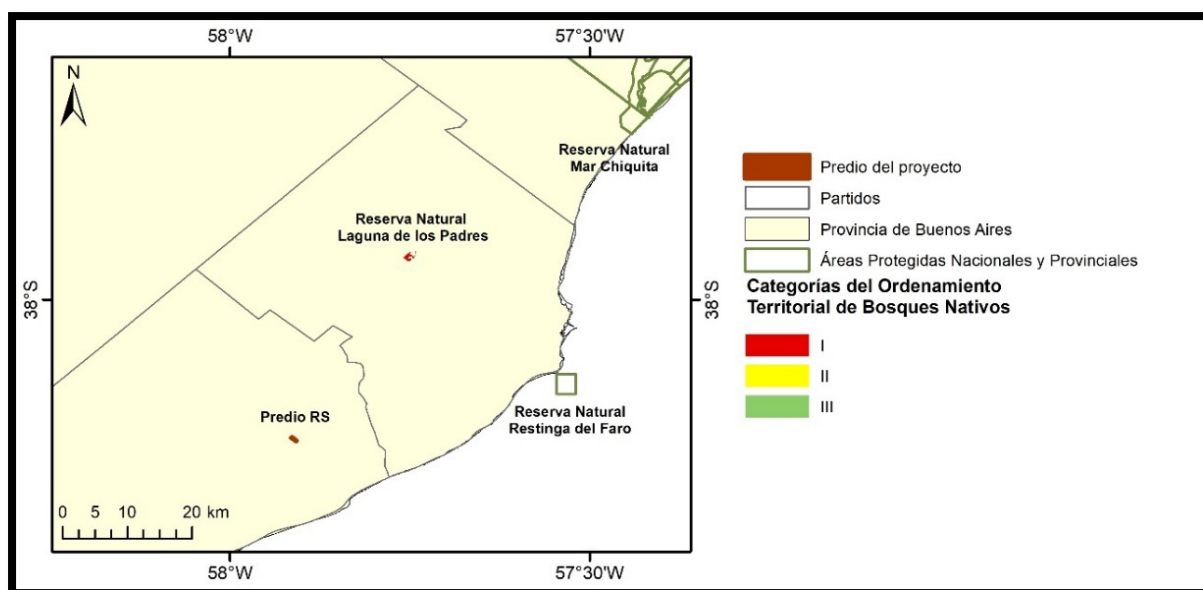 58°W
57°30'W
N
Reserva Natural
Mar Chiquita
Reserva Natural
Laguna de los Padres
38°S
38°S
Predio RS
Reserva Natural
Restinga del Faro
0 5 10 20 km
58°W
57°30'W
Predio del proyecto
Partidos
Provincia de Buenos Aires
Áreas Protegidas Nacionales y Provinciales
Categorías del Ordenamiento
Territorial de Bosques Nativos
I
II
III